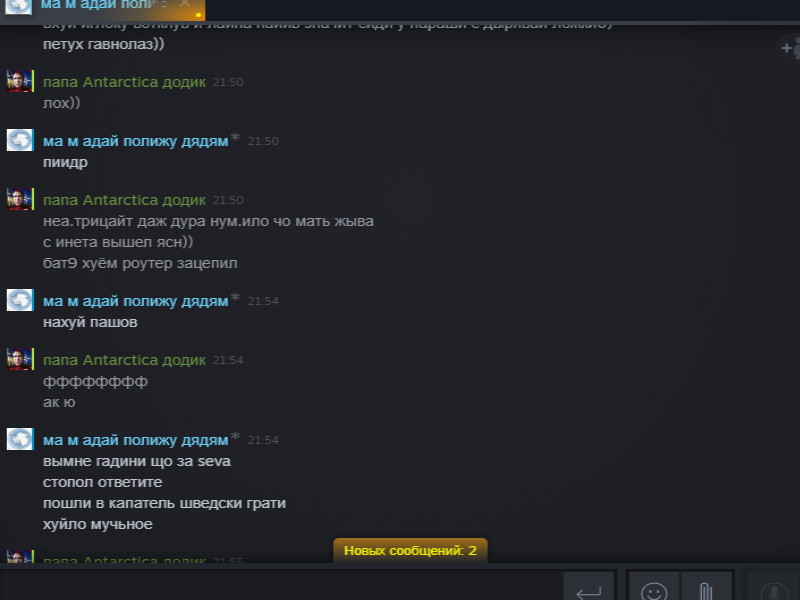 ма м адай поли
петух гавнолаз))
папа Antarctica додик 21:50
лох))
ма м адай полижу дядям * 21:50
пиидр
папа Antarctica додик 21:50
неа.трицайт даж дура нум.ило чо мать жыва
с инета вышел ясн))
бат9 хуём роутер зацепил
ма м адай полижу дядям * 21:54
нахуй пашов
папа Antarctica додик 21:54
фффффффф
ак ю
ма м адай полижу дядям * 21:54
вымне гадини що за seva
стопол ответите
пошли в капатель шведски грати
хуйло мучьное
папа Antarctica додик 21:55
Новых сообщений: 2